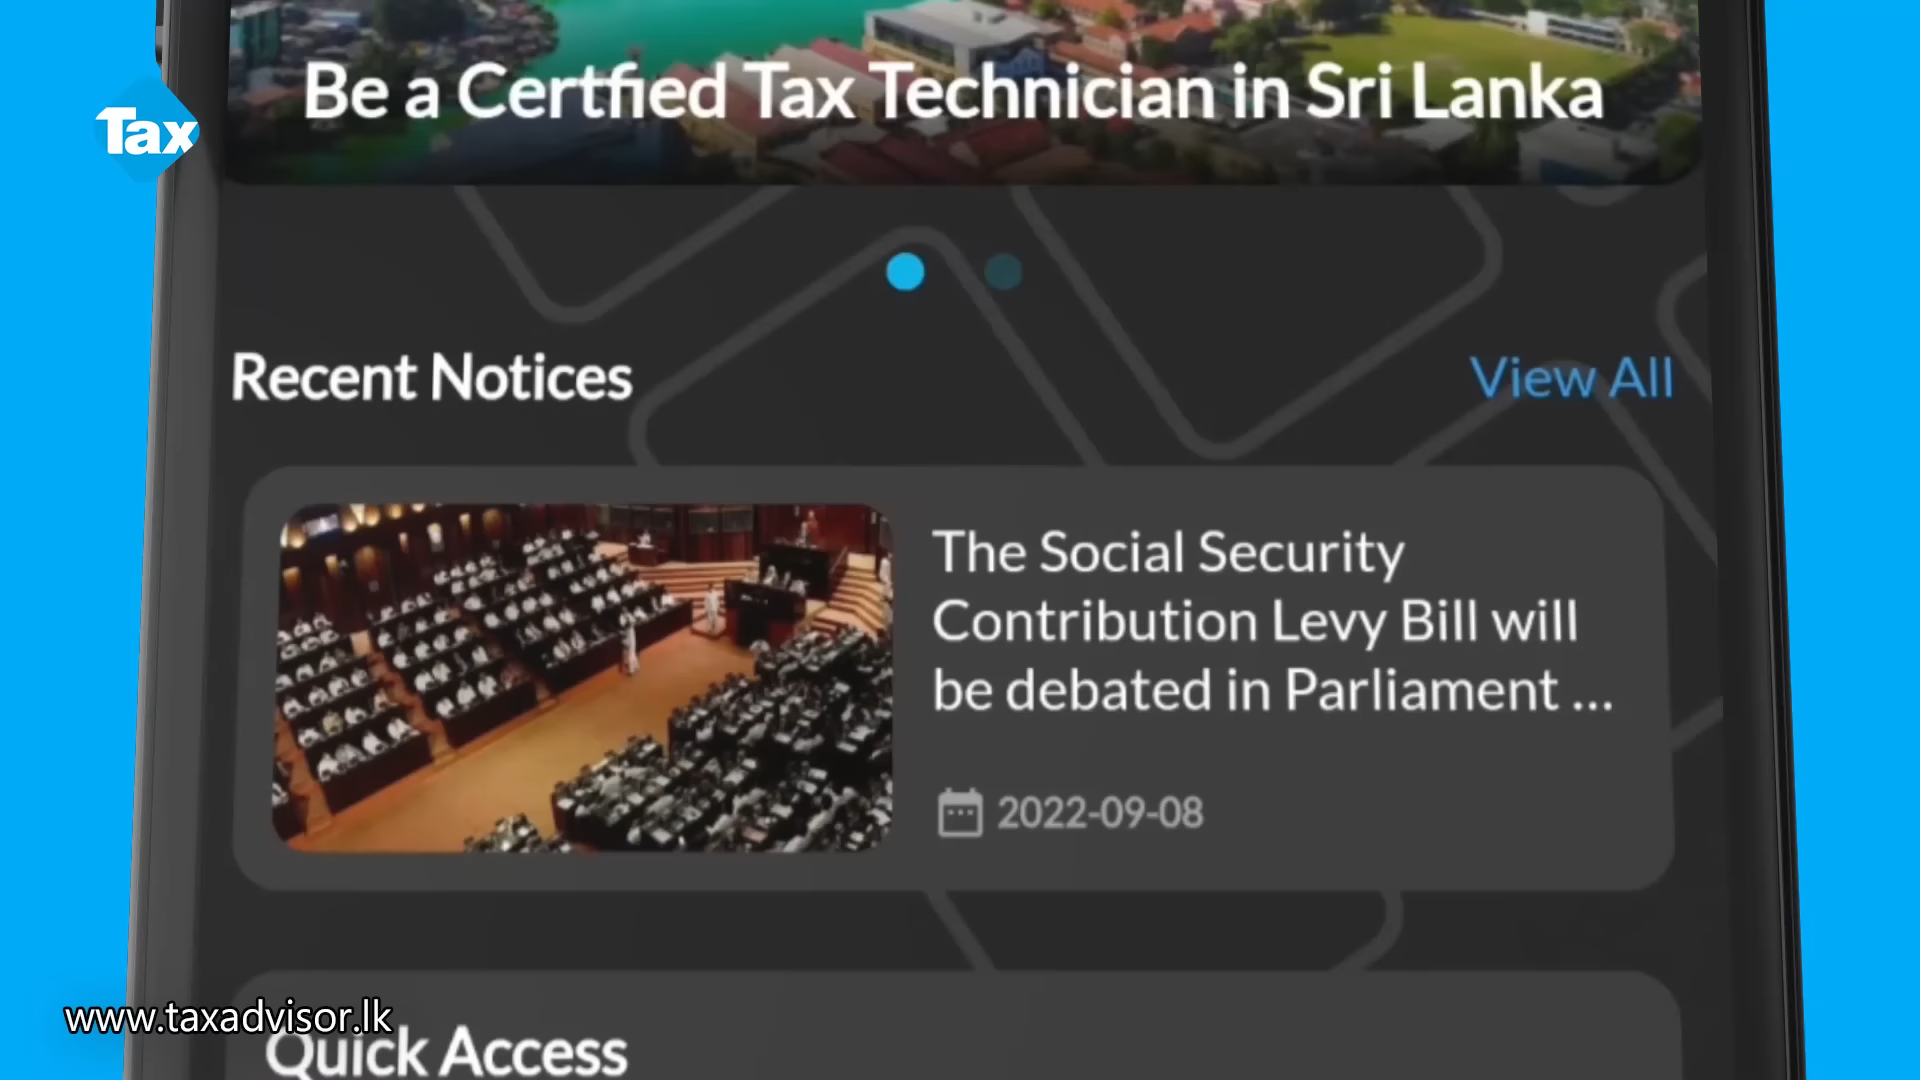 Be a Certfied Tax Technician in Sri Lanka
Tax
Recent Notices
View All
The Social Security
Contribution Levy Bill will
be debated in Parliament ...
2022-09-08
www.taxadvisor.lk
Quick Access